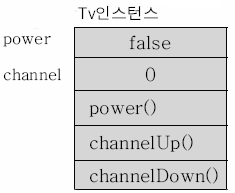 Tv인스턴스
power false
channel 0
power()
channelUp()
channelDown()